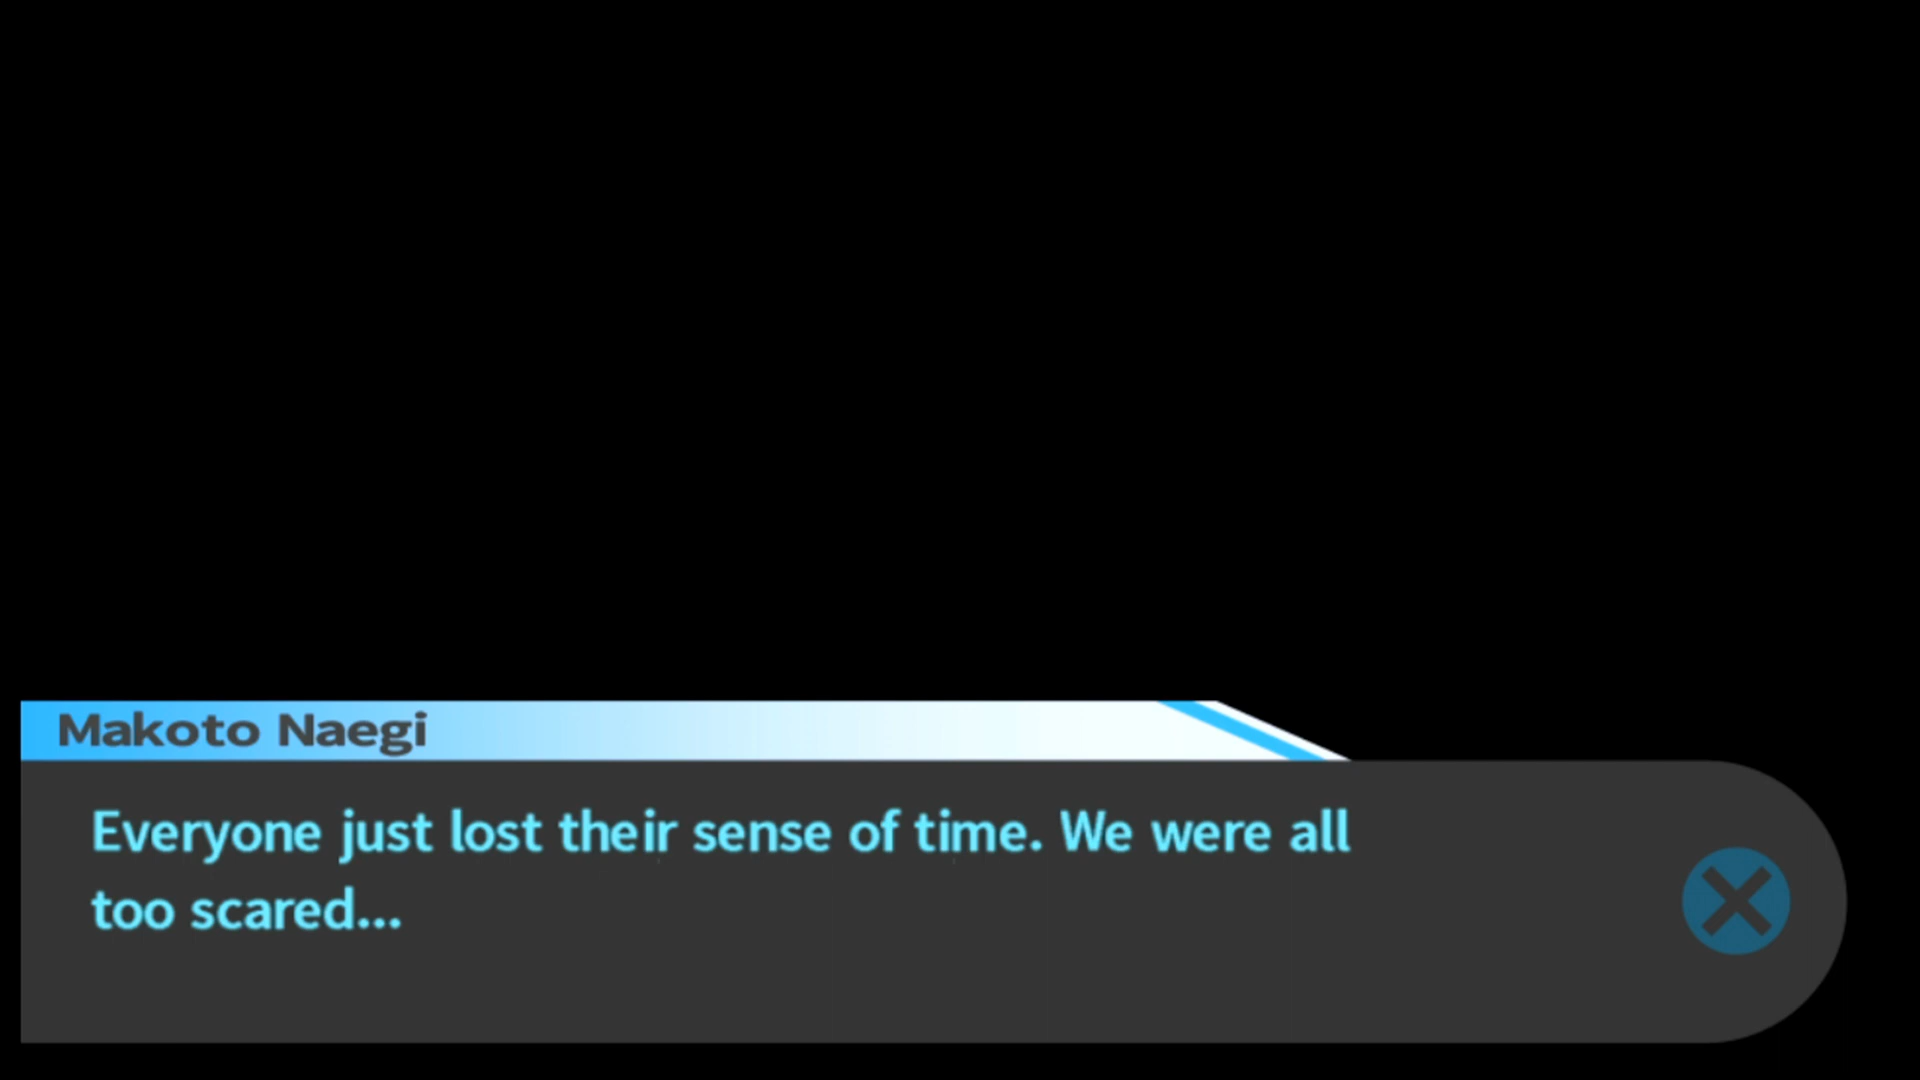 Makoto Naegi
Everyone just lost their sense of time. We were all
too scared...